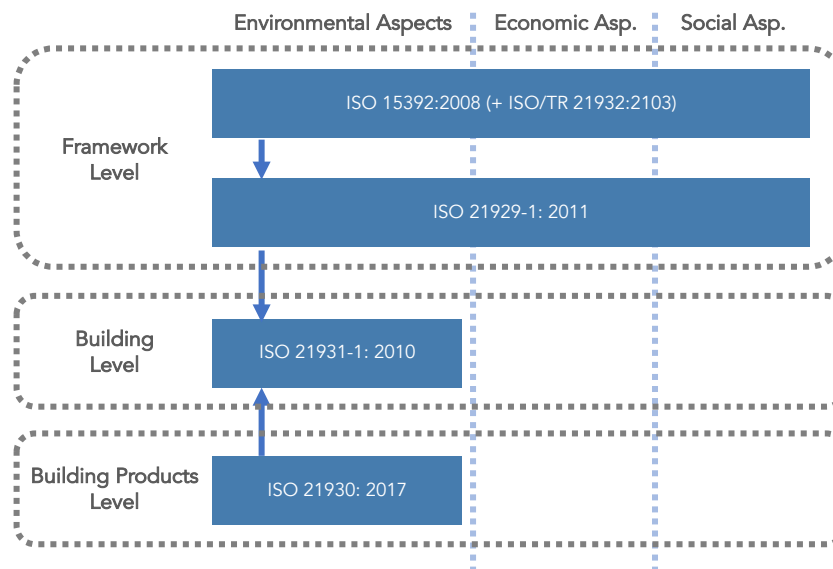 Environmental Aspects Economic Asp. Social Asp.
ISO 15392:2008 (+ ISO/TR 21932:2103)
Framework
Level
ISO 21929-1: 2011
Building
Level
ISO 21931-1: 2010
Building Products
Level
ISO 21930: 2017